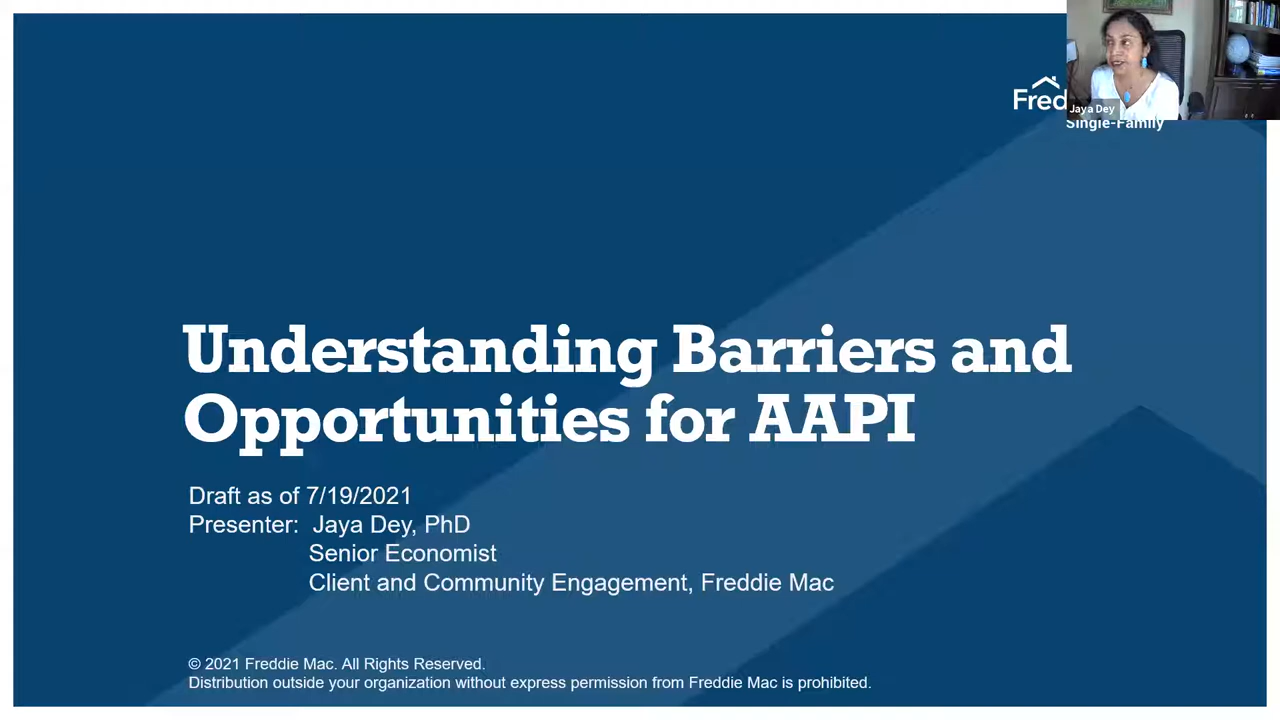 Fred
Jaya Dey
Single-Family
Understanding Barriers and
Opportunities for AAPI
Draft as of 7/19/2021
Presenter: Jaya Dey, PhD
Senior Economist
Client and Community Engagement, Freddie Mac
© 2021 Freddie Mac. All Rights Reserved.
Distribution outside your organization without express permission from Freddie Mac is prohibited.